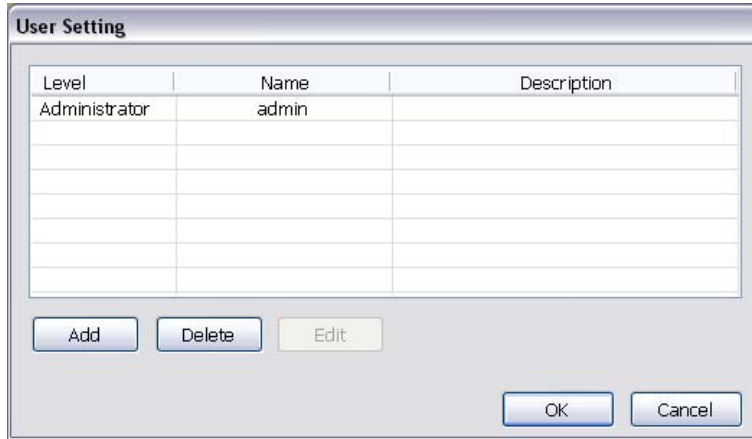 User Setting
Level Name Description
Administrator admin
Add Delete Edit
OK Cancel